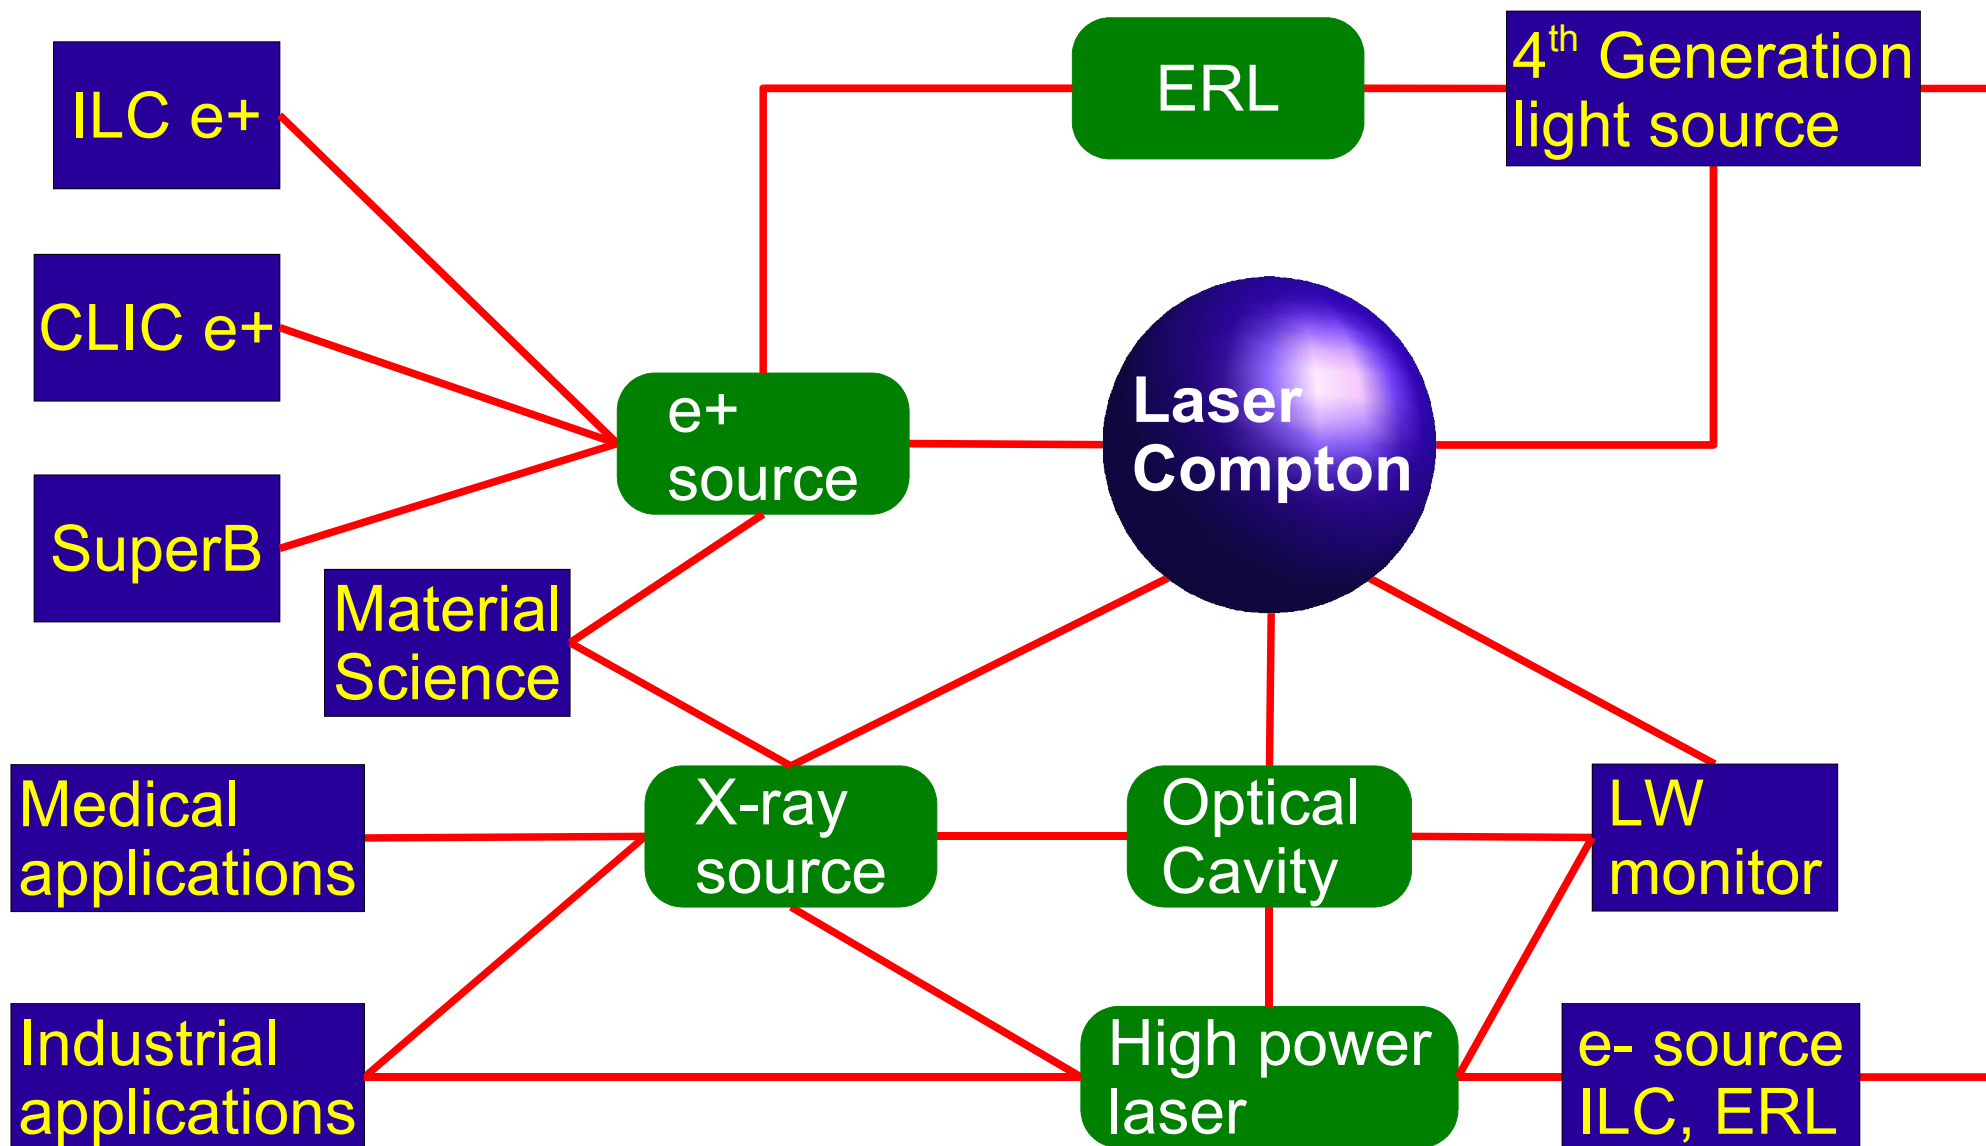 ILC e+
ERL
4th Generation
light source
CLIC e+
e+
source
Laser
Compton
SuperB
Material
Science
Medical
applications
X-ray
source
Optical
Cavity
LW
monitor
Industrial
applications
High power
laser
e- source
ILC, ERL